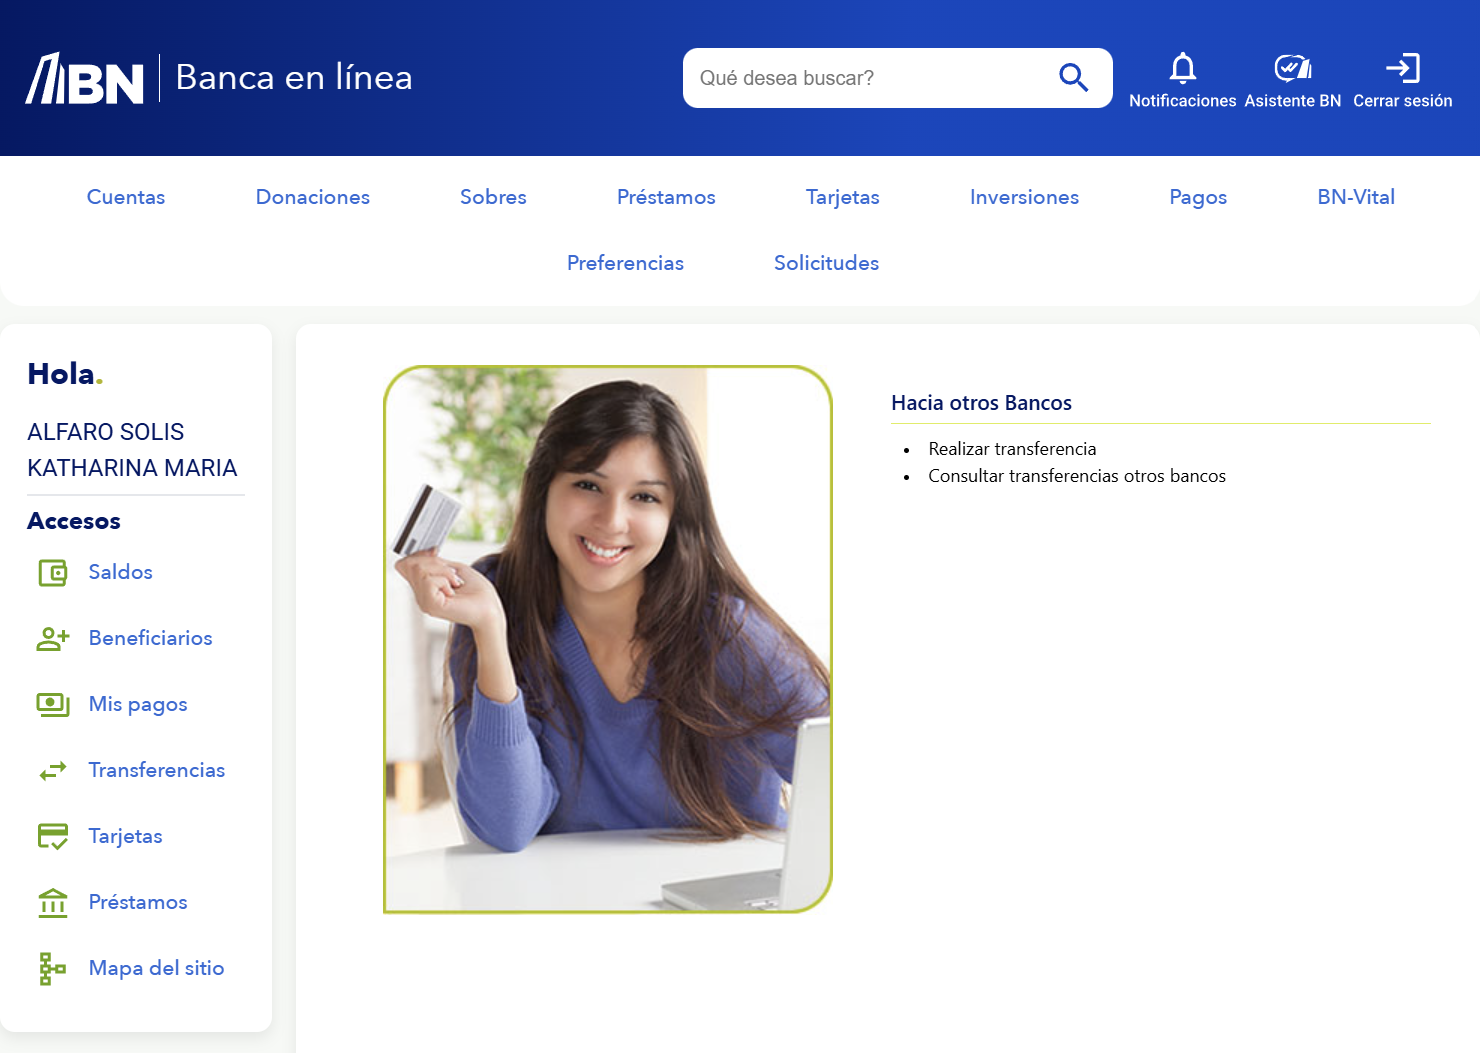 BN Banca en línea
Qué desea buscar?
Notificaciones Asistente BN Cerrar sesión
Cuentas Donaciones Sobres Préstamos Tarjetas Inversiones Pagos BN-Vital
Preferencias Solicitudes
Hola.
ALFARO SOLIS
KATHARINA MARIA
Accesos
Saldos
Beneficiarios
Mis pagos
Transferencias
Tarjetas
Préstamos
Mapa del sitio
Hacia otros Bancos
Realizar transferencia
Consultar transferencias otros bancos